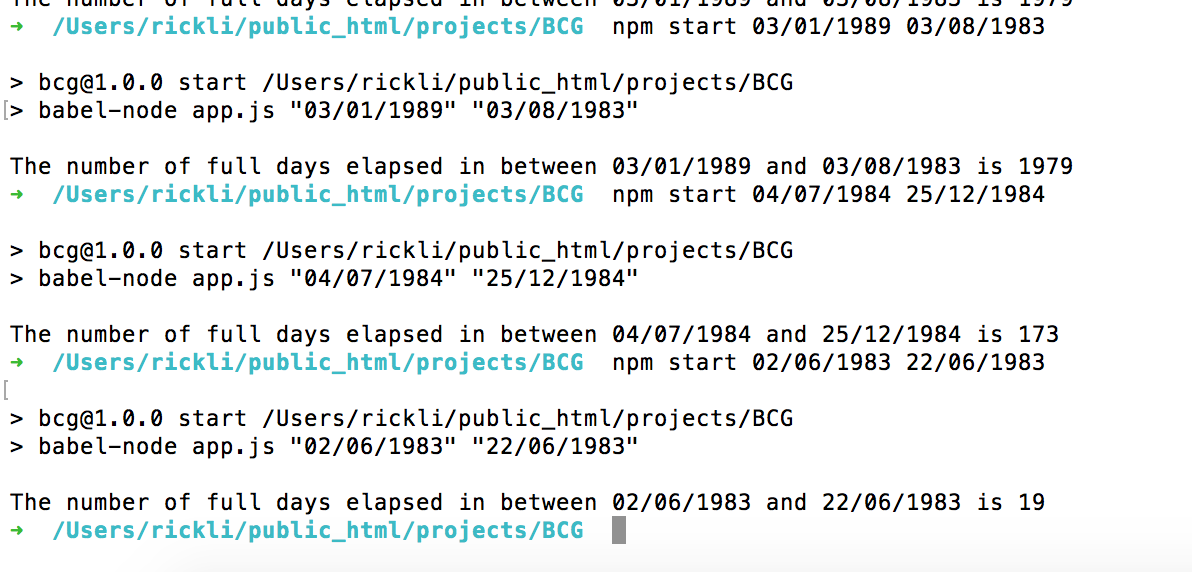 The number of full days elapsed in between 03/01/1989 and 03/08/1983 is 1979
➜  /Users/rickli/public_html/projects/BCG  npm start 03/01/1989 03/08/1983
> bcg@1.0.0 start /Users/rickli/public_html/projects/BCG
[> babel-node app.js "03/01/1989" "03/08/1983"
The number of full days elapsed in between 03/01/1989 and 03/08/1983 is 1979
➜  /Users/rickli/public_html/projects/BCG  npm start 04/07/1984 25/12/1984
> bcg@1.0.0 start /Users/rickli/public_html/projects/BCG
> babel-node app.js "04/07/1984" "25/12/1984"
The number of full days elapsed in between 04/07/1984 and 25/12/1984 is 173
➜  /Users/rickli/public_html/projects/BCG  npm start 02/06/1983 22/06/1983
[
> bcg@1.0.0 start /Users/rickli/public_html/projects/BCG
> babel-node app.js "02/06/1983" "22/06/1983"
The number of full days elapsed in between 02/06/1983 and 22/06/1983 is 19
➜  /Users/rickli/public_html/projects/BCG